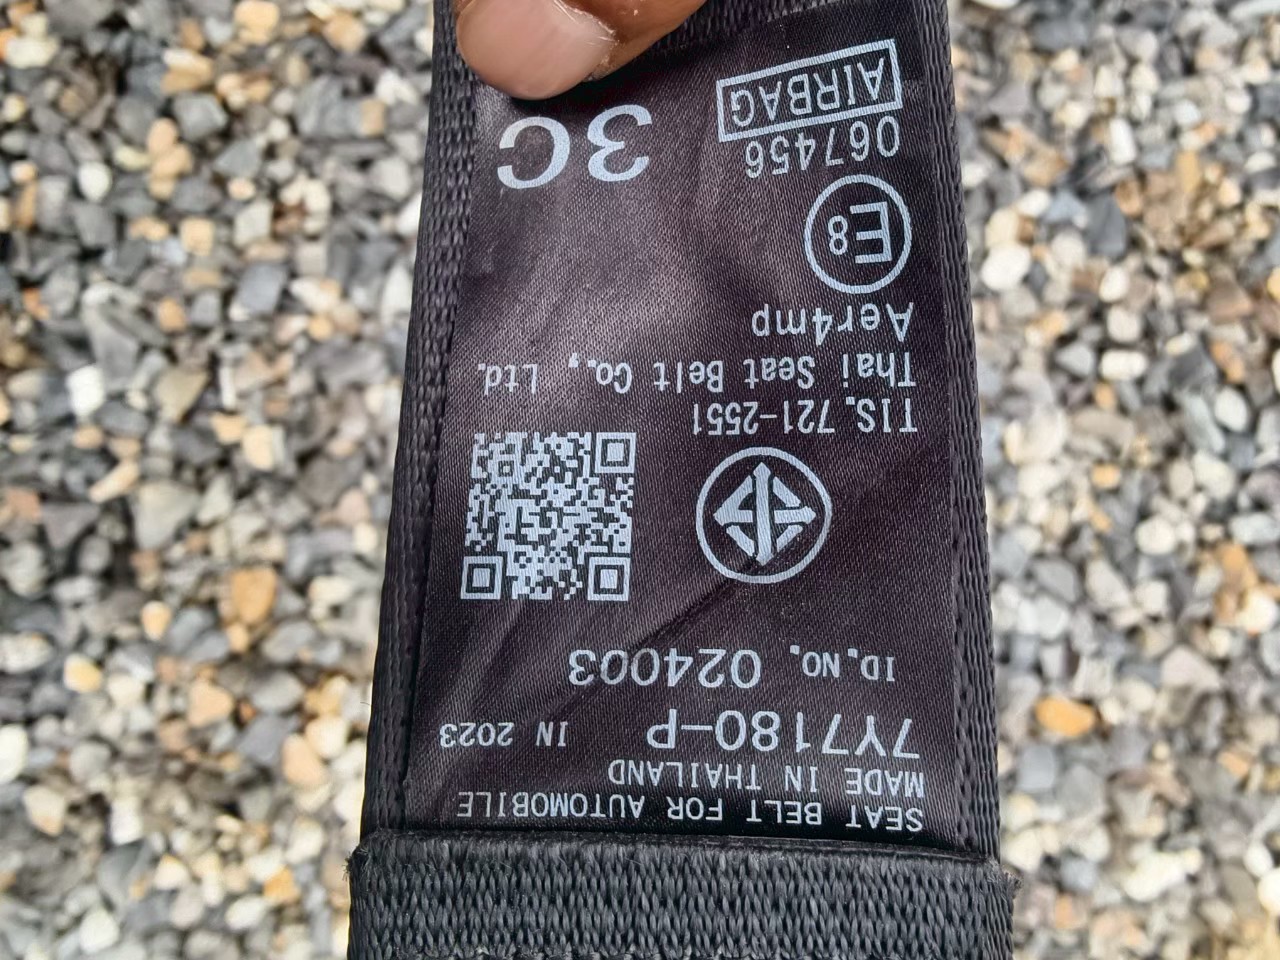 SEAT BELT FOR AUTOMOBILE
MADE IN THAILAND
7Y7180-P IN 2023
ID.NO. 024003
TIS.721-2551
Thai Seat Belt Co., Ltd.
Aer4mp
E8
067456
AIRBAG
3C